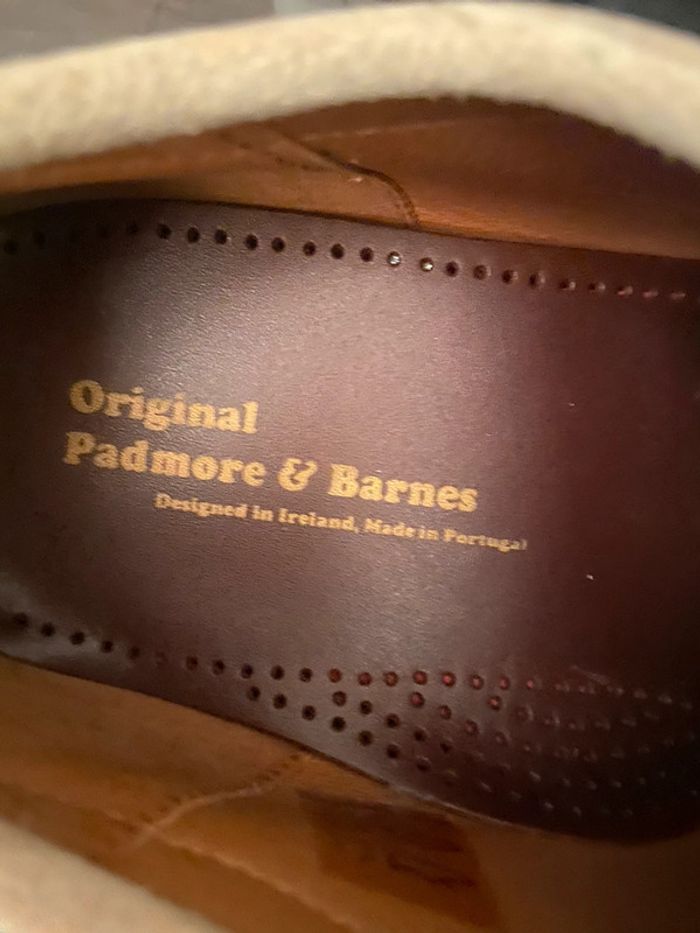 Original
Padmore & Barnes
Designed in Ireland, Made in Portugal